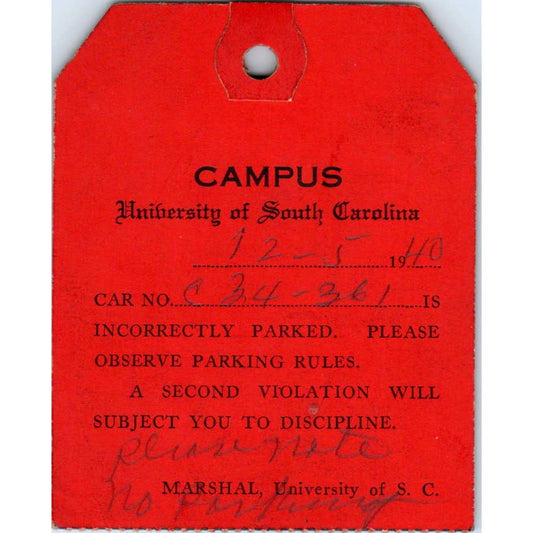 CAMPUS
University of South Carolina
12-5 1940
CAR NO. C 34-361 IS
INCORRECTLY PARKED. PLEASE
OBSERVE PARKING RULES.
A SECOND VIOLATION WILL
SUBJECT YOU TO DISCIPLINE.
please note
MARSHAL, University of S. C.
No Parking